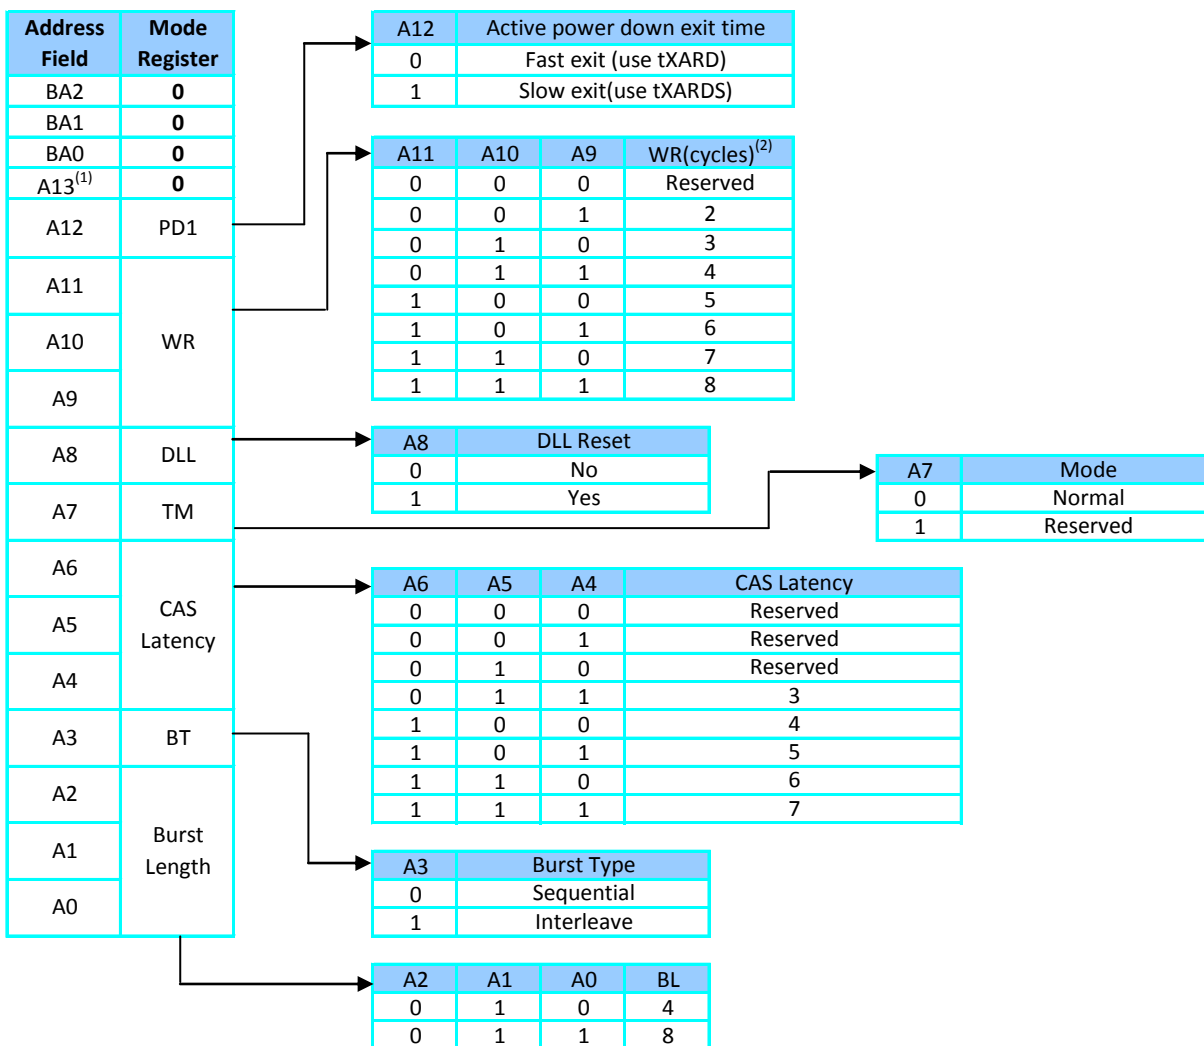 Address Field Mode Register
BA2 0
BA1 0
BA0 0
A13(1) 0
A12 PD1
A11
A10 WR
A9
A8 DLL
A7 TM
A6
A5 CAS Latency
A4
A3 BT
A2
A1 Burst Length
A0
A12 Active power down exit time
0 Fast exit (use tXARD)
1 Slow exit(use tXARDS)
A11 A10 A9 WR(cycles)(2)
0 0 0 Reserved
0 0 1 2
0 1 0 3
0 1 1 4
1 0 0 5
1 0 1 6
1 1 0 7
1 1 1 8
A8 DLL Reset
0 No
1 Yes
A7 Mode
0 Normal
1 Reserved
A6 A5 A4 CAS Latency
0 0 0 Reserved
0 0 1 Reserved
0 1 0 Reserved
0 1 1 3
1 0 0 4
1 0 1 5
1 1 0 6
1 1 1 7
A3 Burst Type
0 Sequential
1 Interleave
A2 A1 A0 BL
0 1 0 4
0 1 1 8